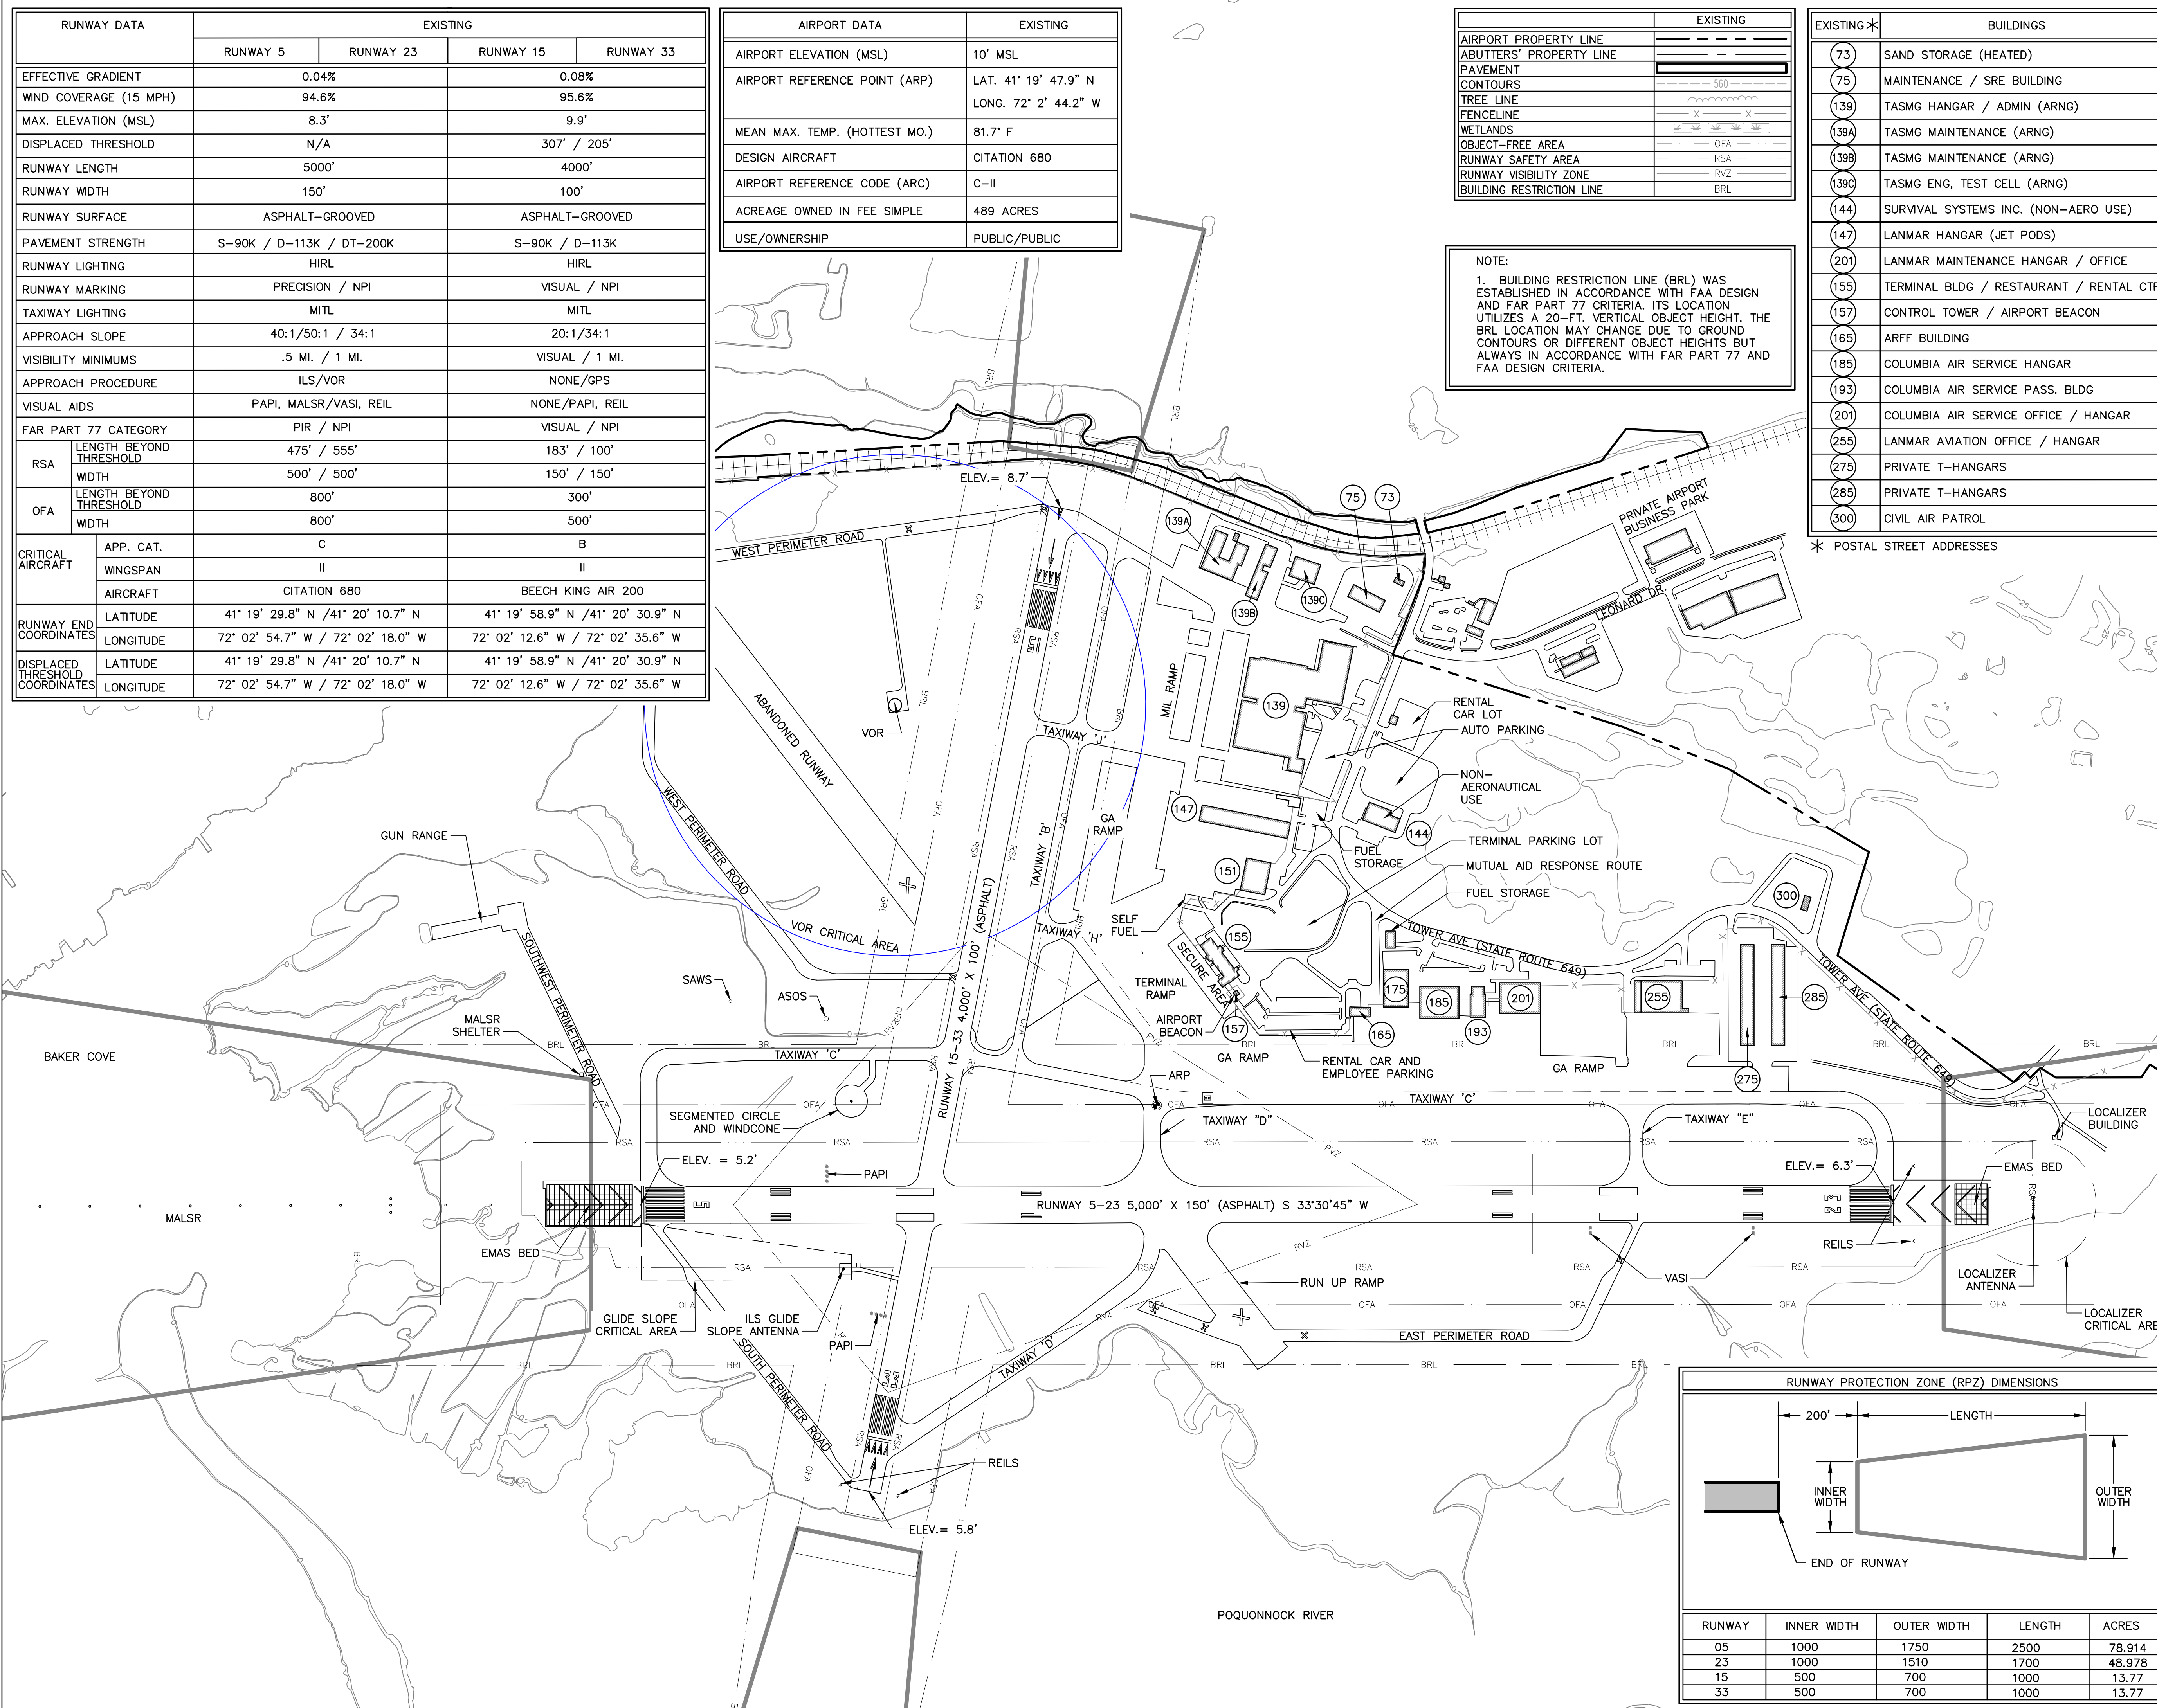 RUNWAY DATA
EXISTING
RUNWAY 5 RUNWAY 23 RUNWAY 15 RUNWAY 33
EFFECTIVE GRADIENT 0.04% 0.08%
WIND COVERAGE (15 MPH) 94.6% 95.6%
MAX. ELEVATION (MSL) 8.3' 9.9'
DISPLACED THRESHOLD N/A 307' / 205'
RUNWAY LENGTH 5000' 4000'
RUNWAY WIDTH 150' 100'
RUNWAY SURFACE ASPHALT-GROOVED ASPHALT-GROOVED
PAVEMENT STRENGTH S-90K / D-113K / DT-200K S-90K / D-113K
RUNWAY LIGHTING HIRL HIRL
RUNWAY MARKING PRECISION / NPI VISUAL / NPI
TAXIWAY LIGHTING MITL MITL
APPROACH SLOPE 40:1/50:1 / 34:1 20:1/34:1
VISIBILITY MINIMUMS .5 MI. / 1 MI. VISUAL / 1 MI.
APPROACH PROCEDURE ILS/VOR NONE/GPS
VISUAL AIDS PAPI, MALSR/VASI, REIL NONE/PAPI, REIL
FAR PART 77 CATEGORY PIR / NPI VISUAL / NPI
RSA
LENGTH BEYOND THRESHOLD 475' / 555' 183' / 100'
WIDTH 500' / 500' 150' / 150'
OFA
LENGTH BEYOND THRESHOLD 800' 300'
WIDTH 800' 500'
CRITICAL AIRCRAFT
APP. CAT. C B
WINGSPAN II II
AIRCRAFT CITATION 680 BEECH KING AIR 200
RUNWAY END COORDINATES
LATITUDE 41° 19' 29.8" N /41° 20' 10.7" N 41° 19' 58.9" N /41° 20' 30.9" N
LONGITUDE 72° 02' 54.7" W / 72° 02' 18.0" W 72° 02' 12.6" W / 72° 02' 35.6" W
DISPLACED THRESHOLD COORDINATES
LATITUDE 41° 19' 29.8" N /41° 20' 10.7" N 41° 19' 58.9" N /41° 20' 30.9" N
LONGITUDE 72° 02' 54.7" W / 72° 02' 18.0" W 72° 02' 12.6" W / 72° 02' 35.6" W
AIRPORT DATA EXISTING
AIRPORT ELEVATION (MSL) 10' MSL
AIRPORT REFERENCE POINT (ARP) LAT. 41° 19' 47.9" N
LONG. 72° 2' 44.2" W
MEAN MAX. TEMP. (HOTTEST MO.) 81.7° F
DESIGN AIRCRAFT CITATION 680
AIRPORT REFERENCE CODE (ARC) C-II
ACREAGE OWNED IN FEE SIMPLE 489 ACRES
USE/OWNERSHIP PUBLIC/PUBLIC
EXISTING
AIRPORT PROPERTY LINE
ABUTTERS' PROPERTY LINE
PAVEMENT
CONTOURS 560
TREE LINE
FENCELINE X X
WETLANDS
OBJECT-FREE AREA OFA
RUNWAY SAFETY AREA RSA
RUNWAY VISIBILITY ZONE RVZ
BUILDING RESTRICTION LINE BRL
NOTE:
1. BUILDING RESTRICTION LINE (BRL) WAS
ESTABLISHED IN ACCORDANCE WITH FAA DESIGN
AND FAR PART 77 CRITERIA. ITS LOCATION
UTILIZES A 20-FT. VERTICAL OBJECT HEIGHT. THE
BRL LOCATION MAY CHANGE DUE TO GROUND
CONTOURS OR DIFFERENT OBJECT HEIGHTS BUT
ALWAYS IN ACCORDANCE WITH FAR PART 77 AND
FAA DESIGN CRITERIA.
EXISTING* BUILDINGS
73 SAND STORAGE (HEATED)
75 MAINTENANCE / SRE BUILDING
139 TASMG HANGAR / ADMIN (ARNG)
139A TASMG MAINTENANCE (ARNG)
139B TASMG MAINTENANCE (ARNG)
139C TASMG ENG, TEST CELL (ARNG)
144 SURVIVAL SYSTEMS INC. (NON-AERO USE)
147 LANMAR HANGAR (JET PODS)
201 LANMAR MAINTENANCE HANGAR / OFFICE
155 TERMINAL BLDG / RESTAURANT / RENTAL CTR
157 CONTROL TOWER / AIRPORT BEACON
165 ARFF BUILDING
185 COLUMBIA AIR SERVICE HANGAR
193 COLUMBIA AIR SERVICE PASS. BLDG
201 COLUMBIA AIR SERVICE OFFICE / HANGAR
255 LANMAR AVIATION OFFICE / HANGAR
275 PRIVATE T-HANGARS
285 PRIVATE T-HANGARS
300 CIVIL AIR PATROL
* POSTAL STREET ADDRESSES
ELEV.= 8.7'
WEST PERIMETER ROAD
139A
75
73
139B
139C
PRIVATE AIRPORT
BUSINESS PARK
LEONARD DR.
15
MIL RAMP
139
RENTAL
CAR LOT
AUTO PARKING
ABANDONED RUNWAY
VOR
TAXIWAY 'J'
NON-
AERONAUTICAL
USE
WEST PERIMETER ROAD
GUN RANGE
147
GA
RAMP
144
TAXIWAY 'B'
FUEL
STORAGE
TERMINAL PARKING LOT
MUTUAL AID RESPONSE ROUTE
151
FUEL STORAGE
300
SELF
FUEL
TAXIWAY 'H'
VOR CRITICAL AREA
155
SECURE AREA
TOWER AVE (STATE ROUTE 649)
SOUTHWEST PERIMETER ROAD
SAWS
ASOS
TERMINAL
RAMP
175
185
193
201
255
285
TOWER AVE (STATE ROUTE 649)
MALSR
SHELTER
AIRPORT
BEACON
157
165
BAKER COVE
TAXIWAY 'C'
GA RAMP
RENTAL CAR AND
EMPLOYEE PARKING
GA RAMP
275
ARP
RUNWAY 15-33 4,000' X 100' (ASPHALT)
SEGMENTED CIRCLE
AND WINDCONE
TAXIWAY 'C'
TAXIWAY "D"
TAXIWAY "E"
LOCALIZER
BUILDING
ELEV. = 5.2'
PAPI
ELEV.= 6.3'
EMAS BED
MALSR
5
RUNWAY 5-23 5,000' X 150' (ASPHALT) S 33°30'45" W
23
EMAS BED
REILS
VASI
RUN UP RAMP
LOCALIZER
ANTENNA
GLIDE SLOPE
CRITICAL AREA
ILS GLIDE
SLOPE ANTENNA
PAPI
TAXIWAY 'D'
EAST PERIMETER ROAD
LOCALIZER
CRITICAL ARE
SOUTH PERIMETER ROAD
33
REILS
ELEV.= 5.8'
POQUONNOCK RIVER
RUNWAY PROTECTION ZONE (RPZ) DIMENSIONS
200' LENGTH
INNER
WIDTH
OUTER
WIDTH
END OF RUNWAY
RUNWAY INNER WIDTH OUTER WIDTH LENGTH ACRES
05 1000 1750 2500 78.914
23 1000 1510 1700 48.978
15 500 700 1000 13.77
33 500 700 1000 13.77